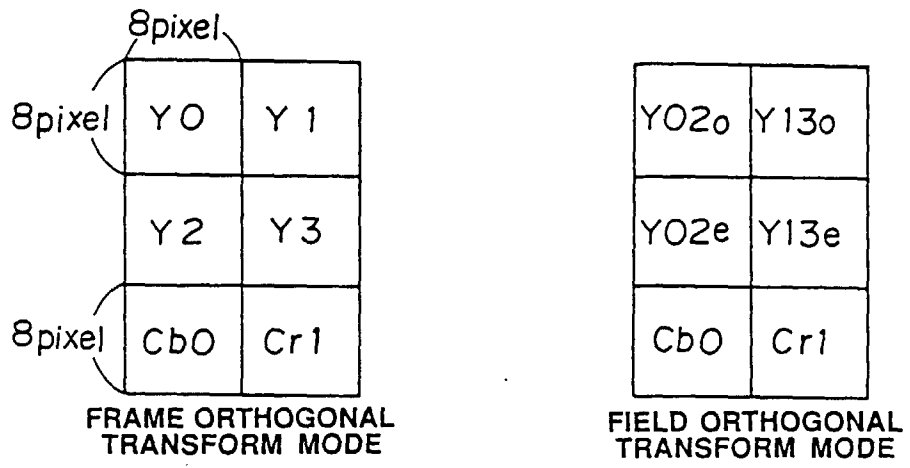 8pixel
8pixel
Y0 Y1
Y02o Y13o
Y2 Y3
Y02e Y13e
8pixel
Cb0 Cr1
Cb0 Cr1
FRAME ORTHOGONAL
TRANSFORM MODE
FIELD ORTHOGONAL
TRANSFORM MODE